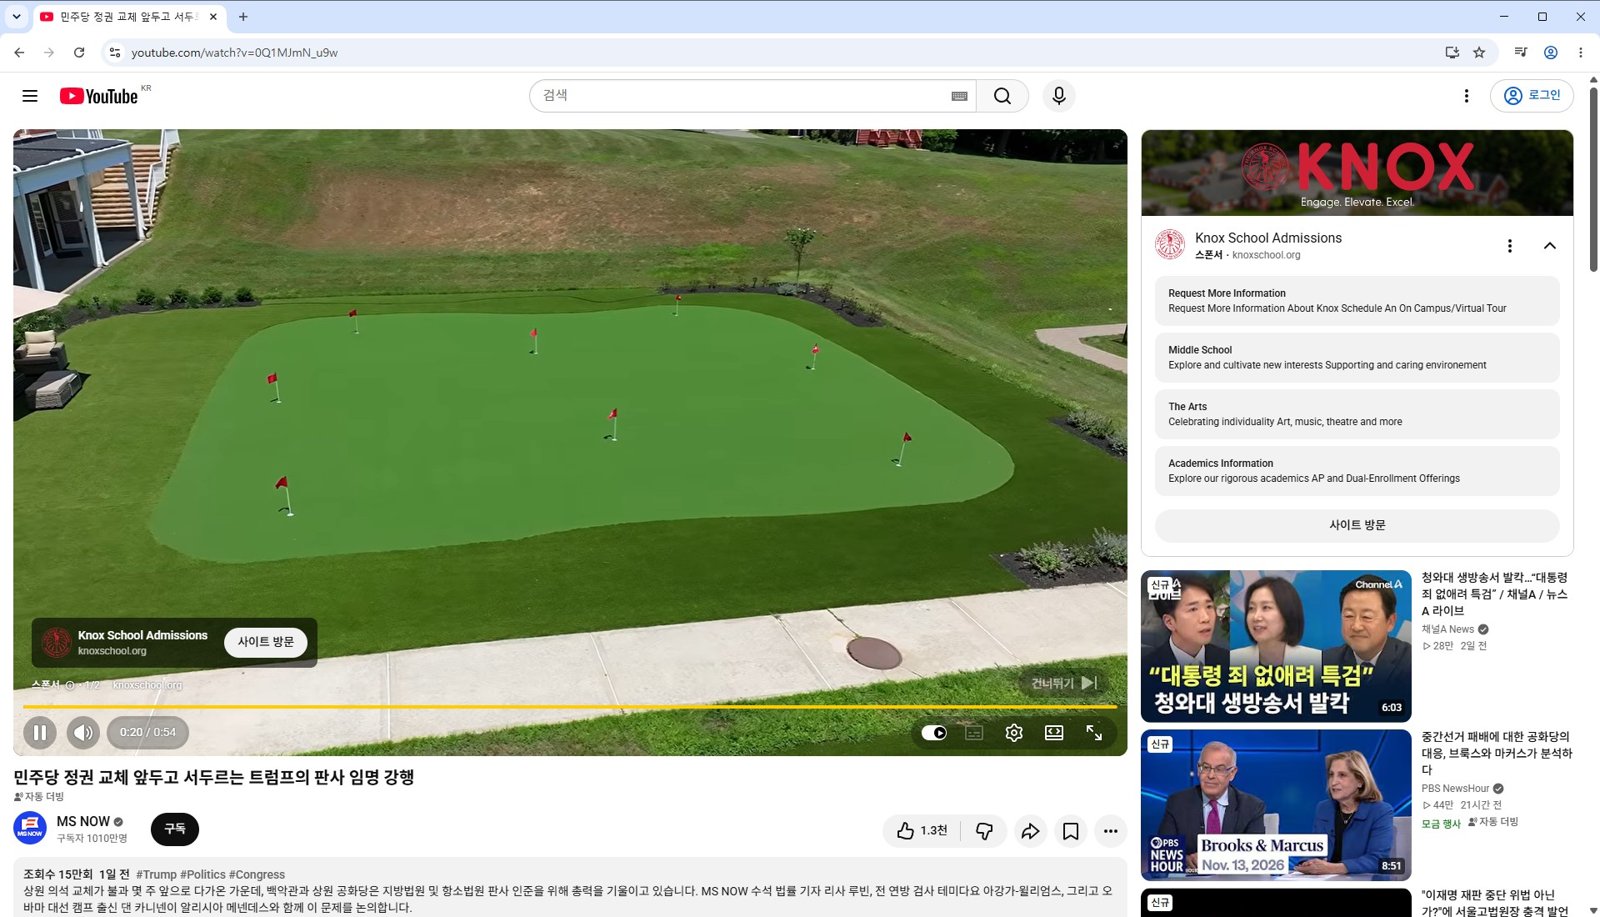 민주당 정권 교체 앞두고 서두
youtube.com/watch?v=0Q1MJmN_u9w
YouTube KR
검색
로그인
KNOX
Engage. Elevate. Excel.
Knox School Admissions
스폰서 · knoxschool.org
Request More Information
Request More Information About Knox Schedule An On Campus/Virtual Tour
Middle School
Explore and cultivate new interests Supporting and caring environement
The Arts
Celebrating individuality Art, music, theatre and more
Academics Information
Explore our rigorous academics AP and Dual-Enrollment Offerings
사이트 방문
Knox School Admissions
knoxschool.org
사이트 방문
스폰서 · 1/2 knoxschool.org
건너뛰기
0:20 / 0:54
민주당 정권 교체 앞두고 서두르는 트럼프의 판사 임명 강행
자동 더빙
MS NOW
MS NOW
구독자 1010만명
구독
1.3천
조회수 15만회 1일 전 #Trump #Politics #Congress
상원 의석 교체가 불과 몇 주 앞으로 다가온 가운데, 백악관과 상원 공화당은 지방법원 및 항소법원 판사 인준을 위해 총력을 기울이고 있습니다. MS NOW 수석 법률 기자 리사 루빈, 전 연방 검사 테미다요 아강가-윌리엄스, 그리고 오
바마 대선 캠프 출신 댄 카니넨이 알리시아 메넨데스와 함께 이 문제를 논의합니다.
신규
Channel A
“대통령 죄 없애려 특검”
청와대 생방송서 발칵
6:03
청와대 생방송서 발칵…“대통령
죄 없애려 특검” / 채널A / 뉴스
A 라이브
채널A News
28만 2일 전
신규
PBS NEWS HOUR
Brooks & Marcus
Nov. 13, 2026
8:51
중간선거 패배에 대한 공화당의
대응, 브룩스와 마커스가 분석하
다
PBS NewsHour
44만 21시간 전
모금 행사 자동 더빙
신규
"이재명 재판 중단 위법 아닌
가?"에 서울고법원장 충격 발언